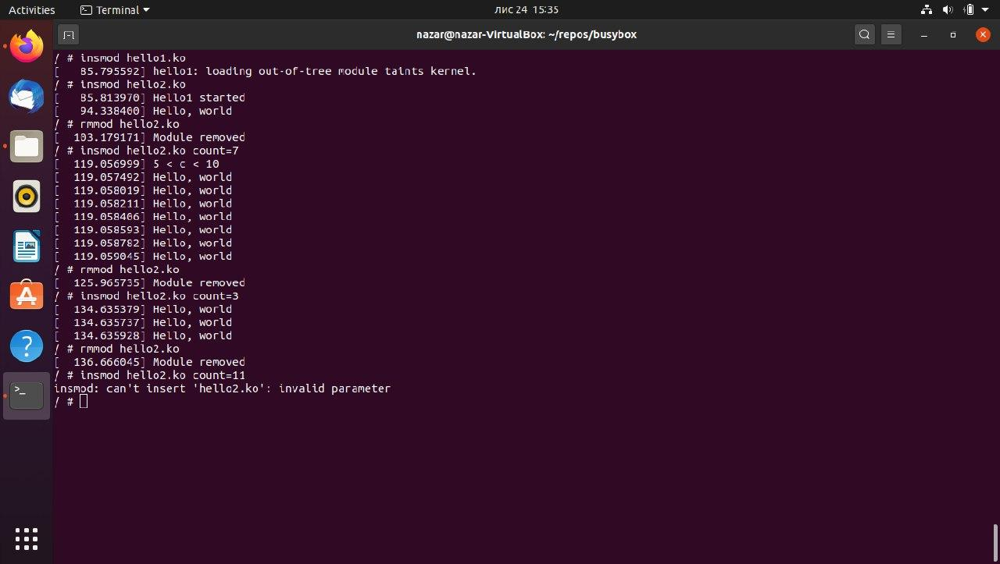 Activities
Terminal
лис 24 15:35
nazar@nazar-VirtualBox: ~/repos/busybox
/ # insmod hello1.ko
[   85.795592] hello1: loading out-of-tree module taints kernel.
/ # insmod hello2.ko
[   85.813970] Hello1 started
[   94.338400] Hello, world
/ # rmmod hello2.ko
[  103.179171] Module removed
/ # insmod hello2.ko count=7
[  119.056999] 5 < c < 10
[  119.057492] Hello, world
[  119.058019] Hello, world
[  119.058211] Hello, world
[  119.058406] Hello, world
[  119.058593] Hello, world
[  119.058782] Hello, world
[  119.059045] Hello, world
/ # rmmod hello2.ko
[  125.965735] Module removed
/ # insmod hello2.ko count=3
[  134.635379] Hello, world
[  134.635737] Hello, world
[  134.635928] Hello, world
/ # rmmod hello2.ko
[  136.666045] Module removed
/ # insmod hello2.ko count=11
insmod: can't insert 'hello2.ko': invalid parameter
/ #